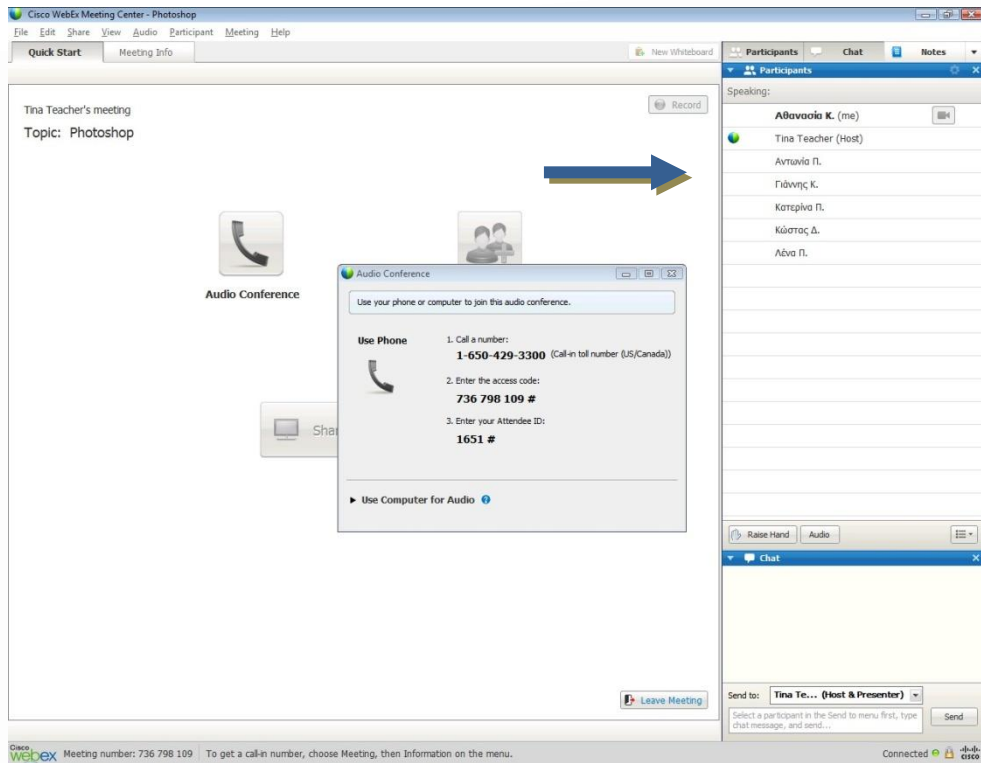 Cisco WebEx Meeting Center - Photoshop
File Edit Share View Audio Participant Meeting Help
Quick Start Meeting Info New Whiteboard
Participants Chat Notes
Participants
Speaking:
Αθανασία Κ. (me)
Tina Teacher (Host)
Αντωνία Π.
Γιάννης Κ.
Κατερίνα Π.
Κώστας Δ.
Λένα Π.
Tina Teacher's meeting
Record
Topic: Photoshop
Audio Conference
Audio Conference
Use your phone or computer to join this audio conference.
Use Phone
1. Call a number:
1-650-429-3300 (Call-in toll number (US/Canada))
2. Enter the access code:
736 798 109 #
3. Enter your Attendee ID:
1651 #
Use Computer for Audio
Raise Hand Audio
Chat
Send to: Tina Te... (Host & Presenter)
Select a participant in the Send to menu first, type
chat message, and send...
Send
Leave Meeting
Cisco
webex Meeting number: 736 798 109 To get a call-in number, choose Meeting, then Information on the menu.
Connected
cisco